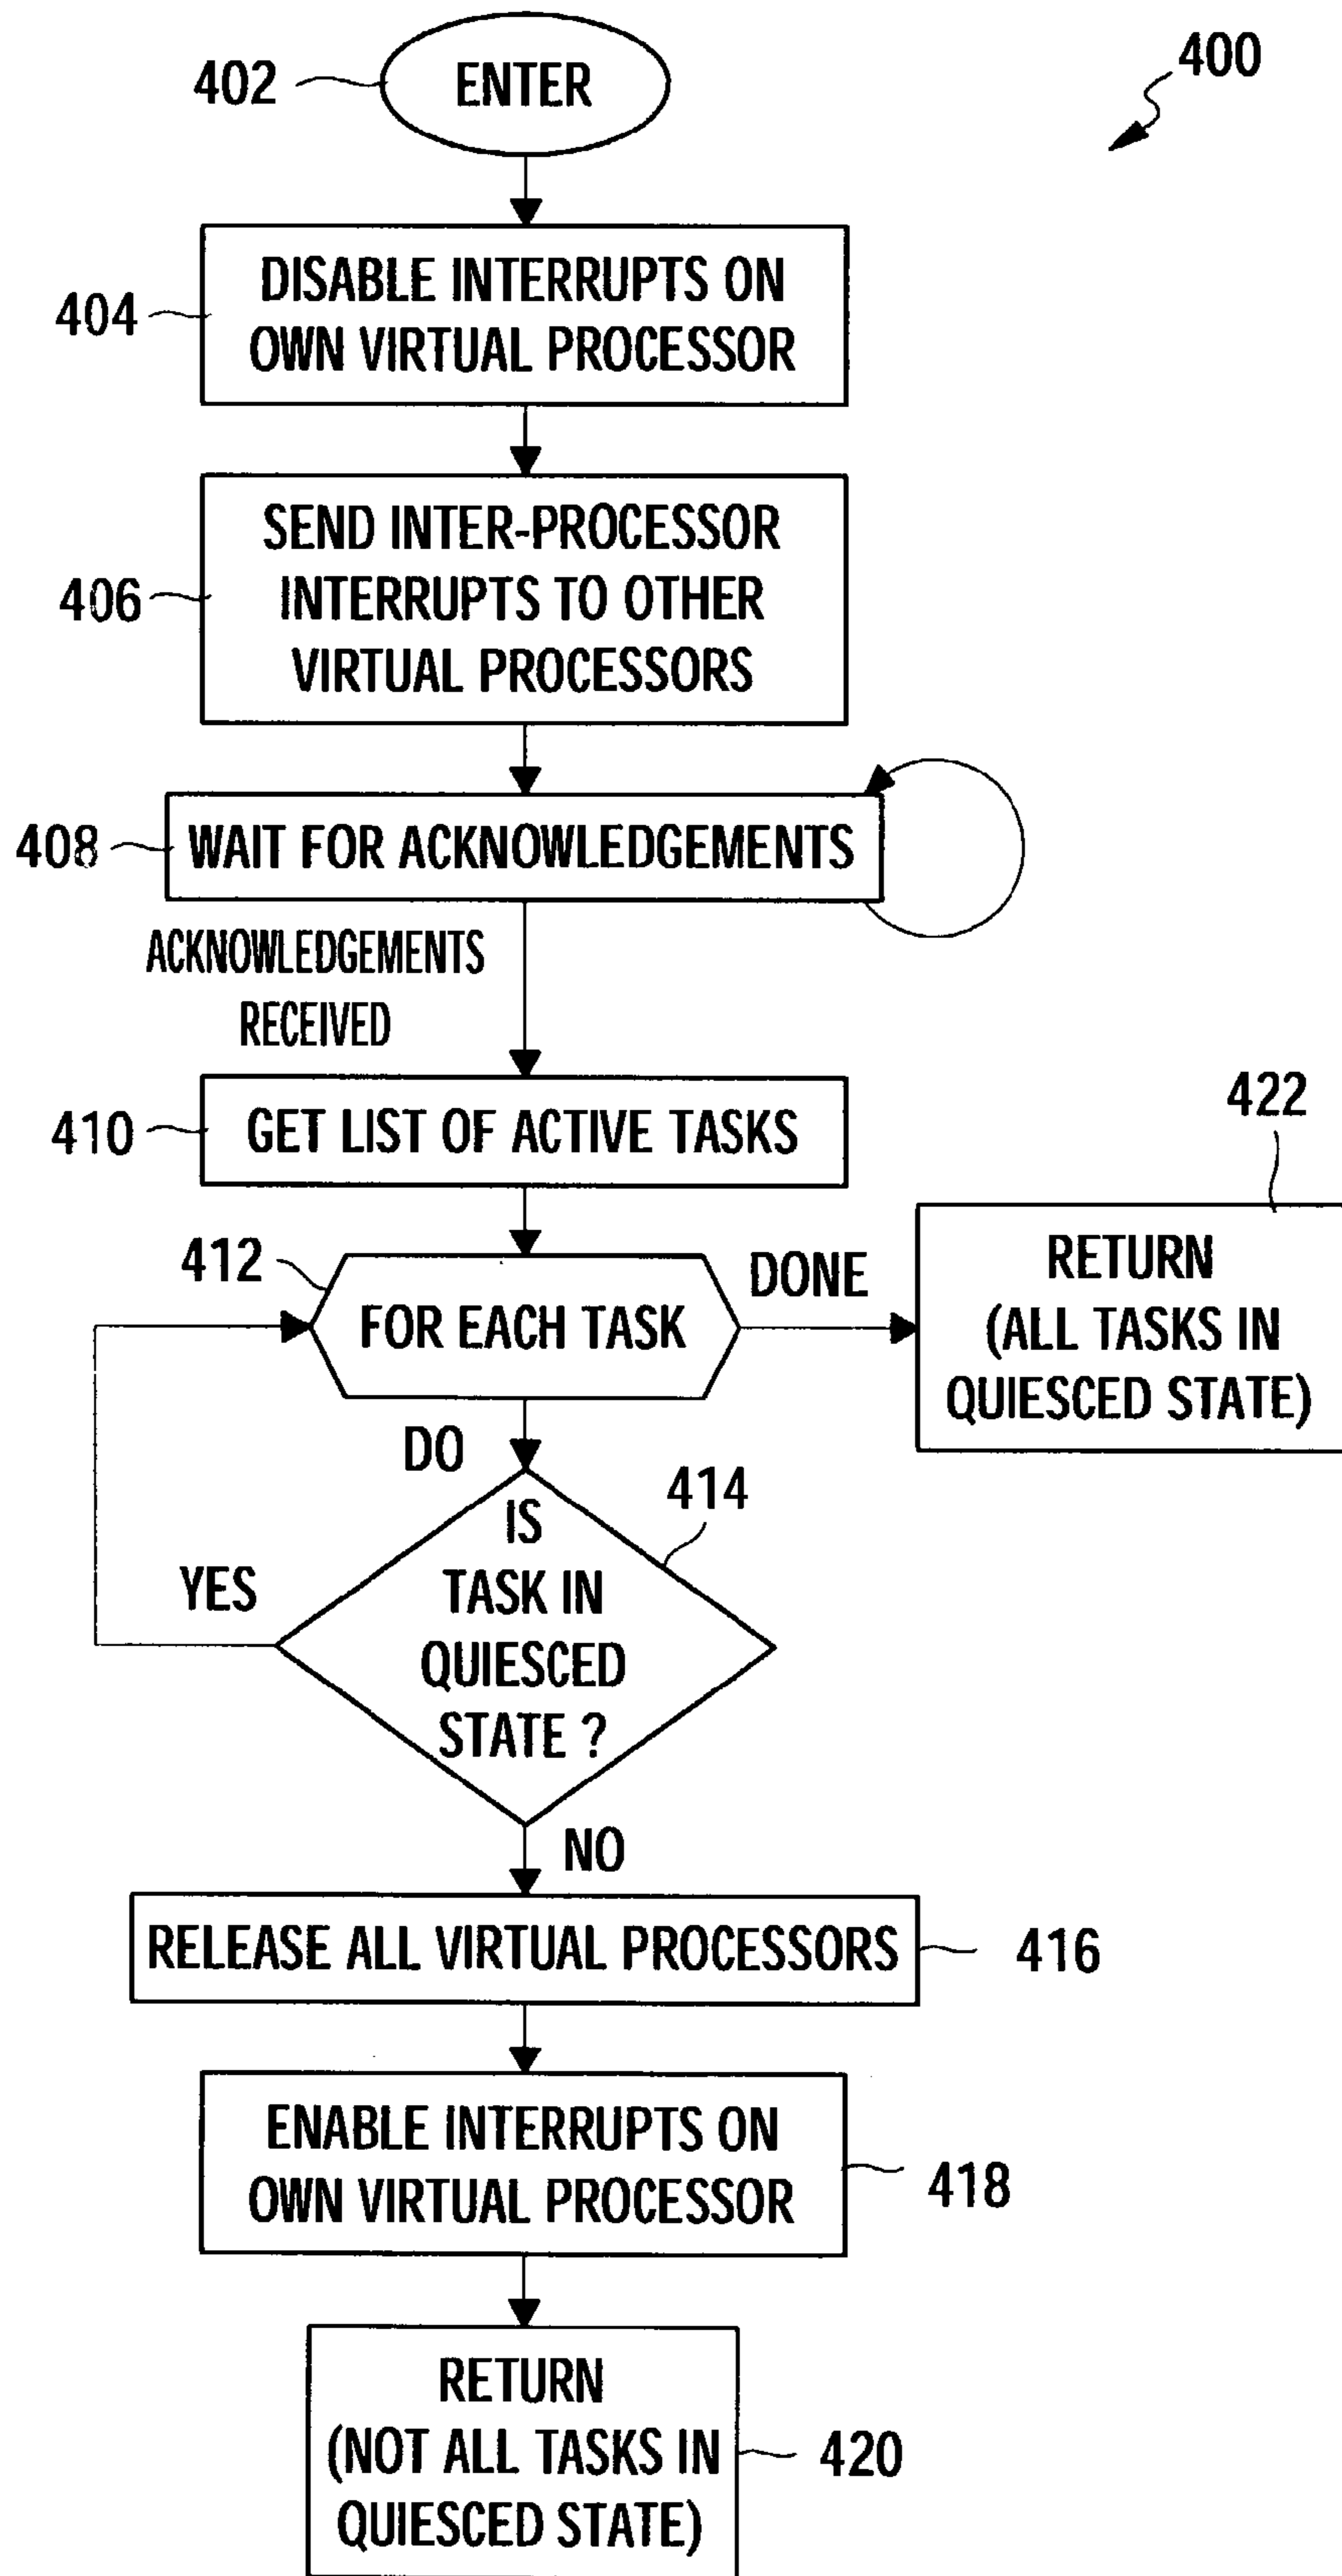 400
402
ENTER
404
DISABLE INTERRUPTS ON
OWN VIRTUAL PROCESSOR
406
SEND INTER-PROCESSOR
INTERRUPTS TO OTHER
VIRTUAL PROCESSORS
408
WAIT FOR ACKNOWLEDGEMENTS
ACKNOWLEDGEMENTS
RECEIVED
410
GET LIST OF ACTIVE TASKS
412
FOR EACH TASK
DONE
422
RETURN
(ALL TASKS IN
QUIESCED STATE)
DO
414
IS
TASK IN
QUIESCED
STATE ?
YES
NO
RELEASE ALL VIRTUAL PROCESSORS
416
ENABLE INTERRUPTS ON
OWN VIRTUAL PROCESSOR
418
RETURN
(NOT ALL TASKS IN
QUIESCED STATE)
420